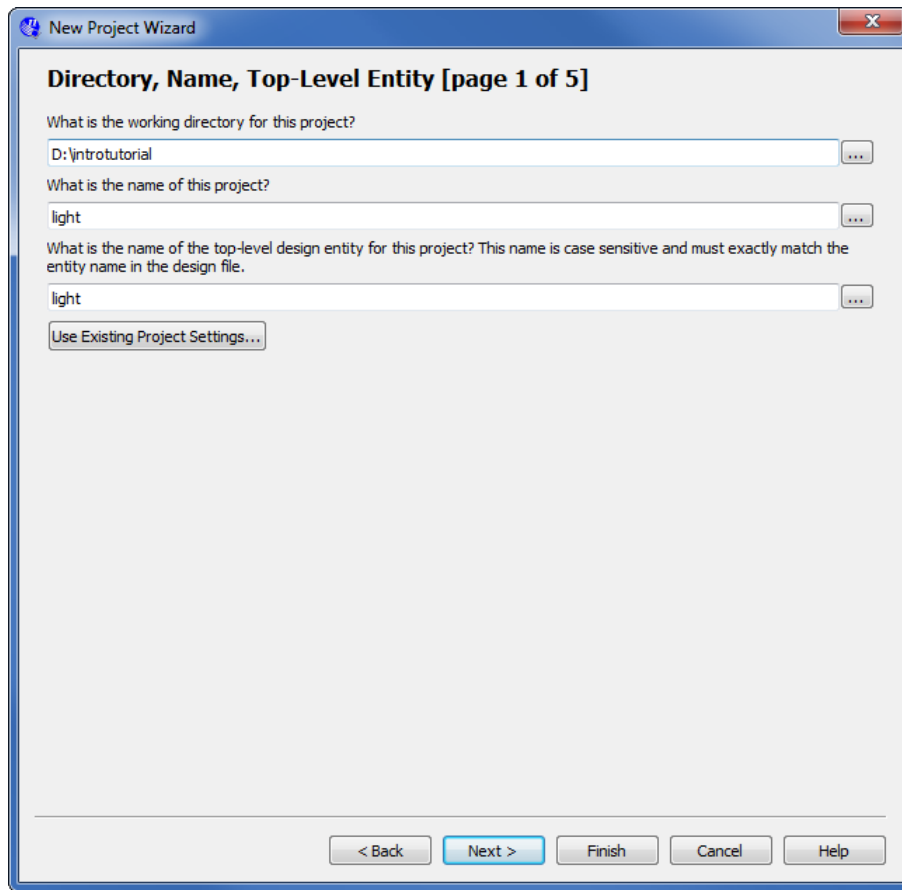 New Project Wizard
Directory, Name, Top-Level Entity [page 1 of 5]
What is the working directory for this project?
D:\introtutorial
...
What is the name of this project?
light
...
What is the name of the top-level design entity for this project? This name is case sensitive and must exactly match the
entity name in the design file.
light
...
Use Existing Project Settings...
< Back
Next >
Finish
Cancel
Help